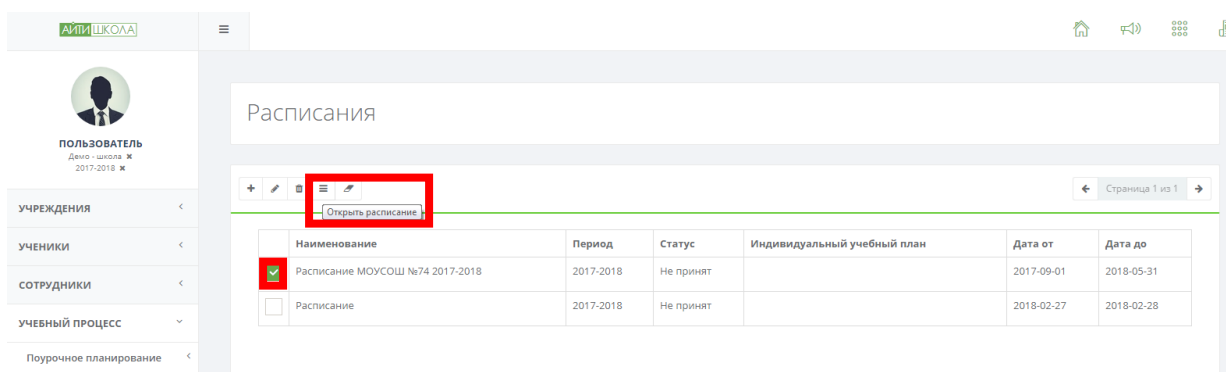 АЙТИ ШКОЛА
ПОЛЬЗОВАТЕЛЬ
Демо - школа ✖
2017-2018 ✖
УЧРЕЖДЕНИЯ
УЧЕНИКИ
СОТРУДНИКИ
УЧЕБНЫЙ ПРОЦЕСС
Поурочное планирование
Расписания
Открыть расписание
Страница 1 из 1
Наименование Период Статус Индивидуальный учебный план Дата от Дата до
Расписание МОУСОШ №74 2017-2018 2017-2018 Не принят 2017-09-01 2018-05-31
Расписание 2017-2018 Не принят 2018-02-27 2018-02-28